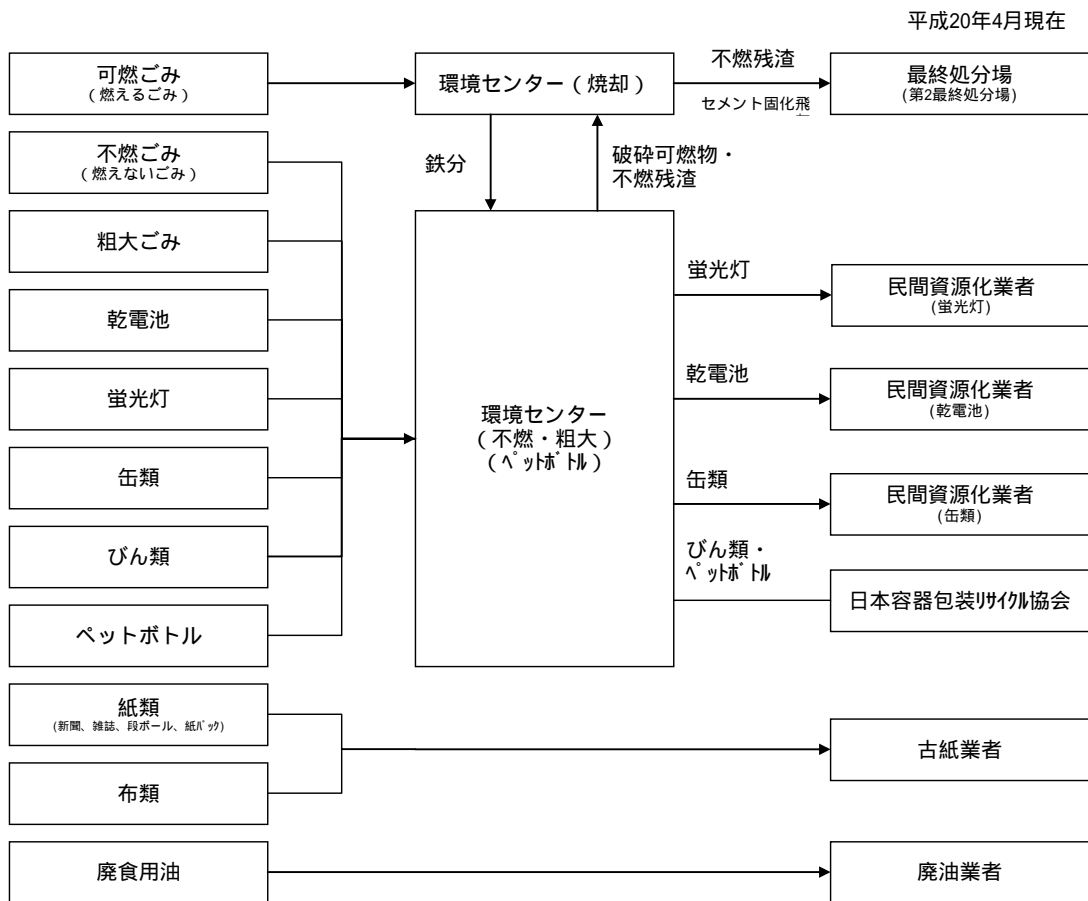 平成20年4月現在
可燃ごみ
(燃えるごみ)
環境センター(焼却)
不燃残渣
セメント固化飛
最終処分場
(第2最終処分場)
不燃ごみ
(燃えないごみ)
鉄分
破砕可燃物・
不燃残渣
粗大ごみ
乾電池
蛍光灯
缶類
びん類
ペットボトル
環境センター
(不燃・粗大)
(ﾍﾟｯﾄﾎﾞﾄﾙ)
蛍光灯
民間資源化業者
(蛍光灯)
乾電池
民間資源化業者
(乾電池)
缶類
民間資源化業者
(缶類)
びん類・
ﾍﾟｯﾄﾎﾞﾄﾙ
日本容器包装ﾘｻｲｸﾙ協会
紙類
(新聞、雑誌、段ボール、紙ﾊﾟｯｸ)
布類
古紙業者
廃食用油
廃油業者